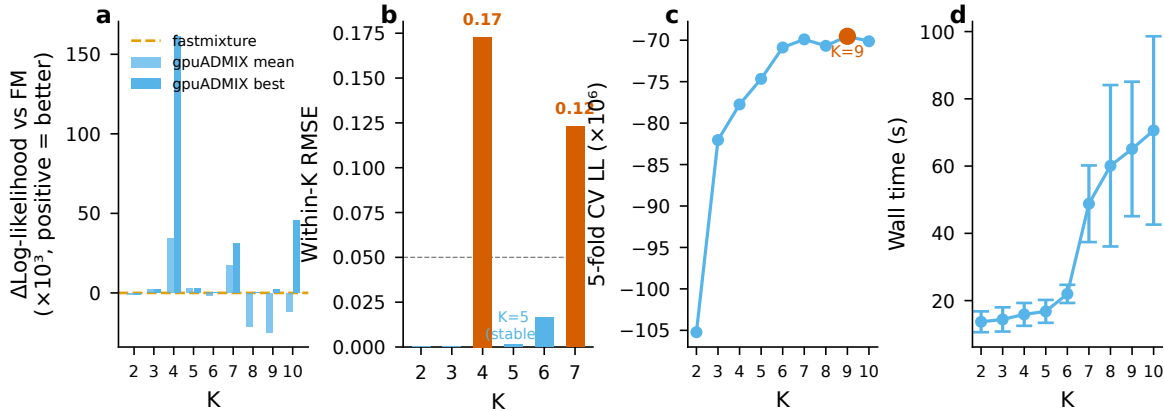 a
ΔLog-likelihood vs FM
(×10³, positive = better)
150
100
50
0
fastmixture
gpuADMIX mean
gpuADMIX best
2 3 4 5 6 7 8 9 10
K
b
Within-K RMSE
0.175
0.150
0.125
0.100
0.075
0.050
0.025
0.000
0.17
0.12
K=5
(stable
2 3 4 5 6 7
K
c
5-fold CV LL (×10⁶)
−70
−75
−80
−85
−90
−95
−100
−105
K=9
2 3 4 5 6 7 8 9 10
K
d
Wall time (s)
100
80
60
40
20
2 3 4 5 6 7 8 9 10
K